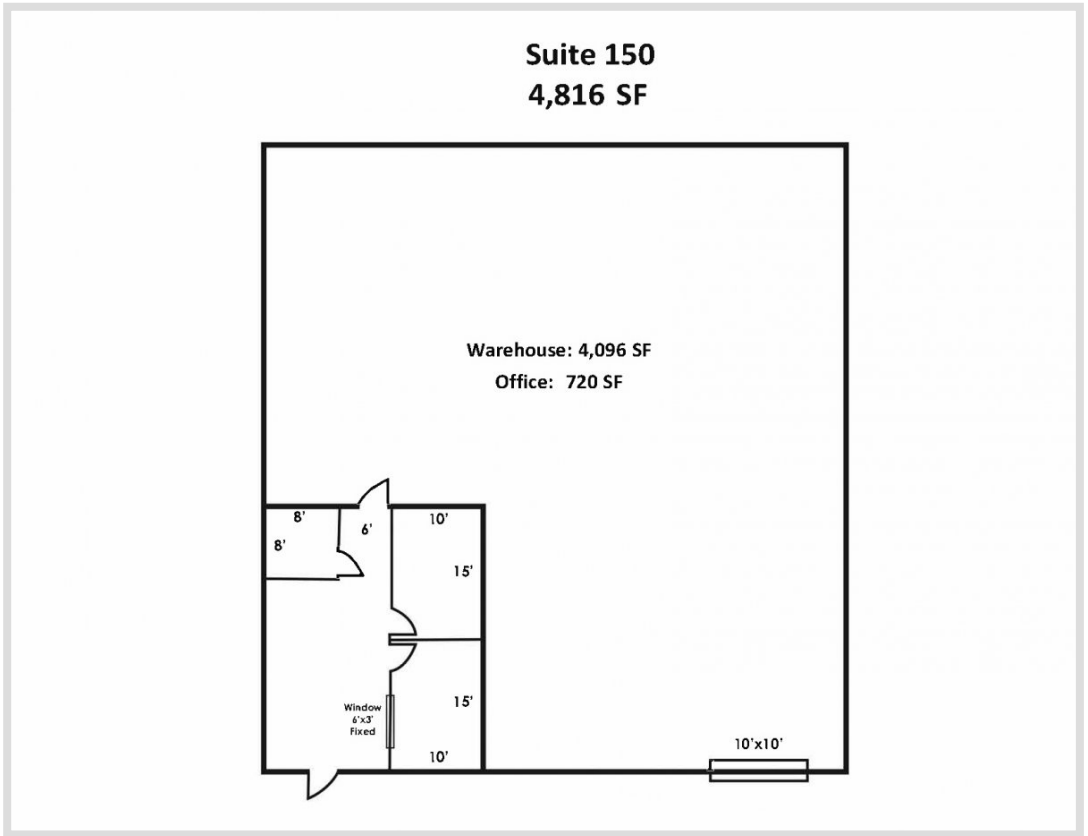 Suite 150
4,816 SF
Warehouse: 4,096 SF
Office: 720 SF
8'
8'
6'
10'
15'
15'
10'
Window
6'x3'
Fixed
10'x10'